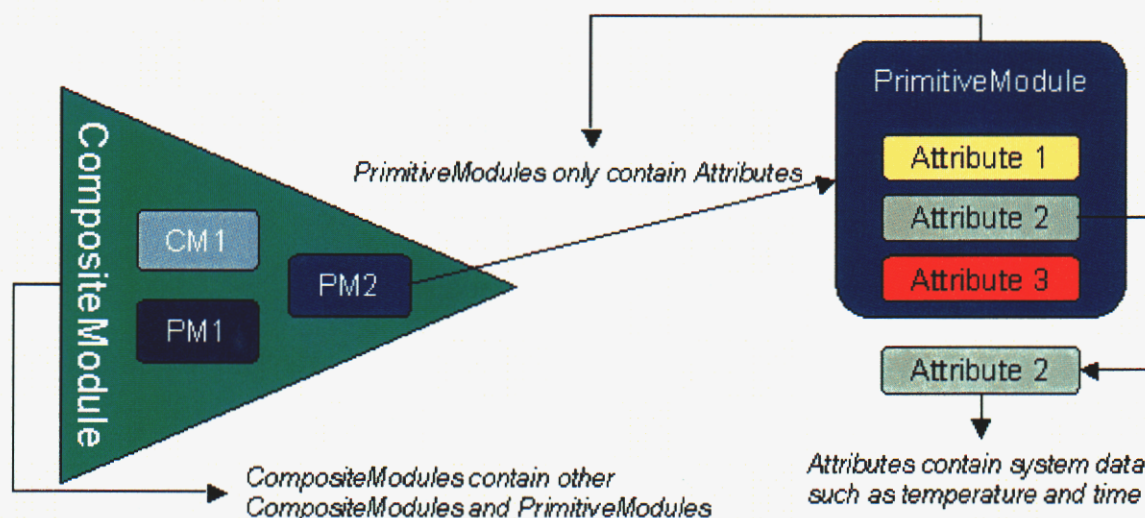 CompositeModule
CM1
PM1
PM2
PrimitiveModules only contain Attributes
PrimitiveModule
Attribute 1
Attribute 2
Attribute 3
Attribute 2
CompositeModules contain other
CompositeModules and PrimitiveModules
Attributes contain system data
such as temperature and time